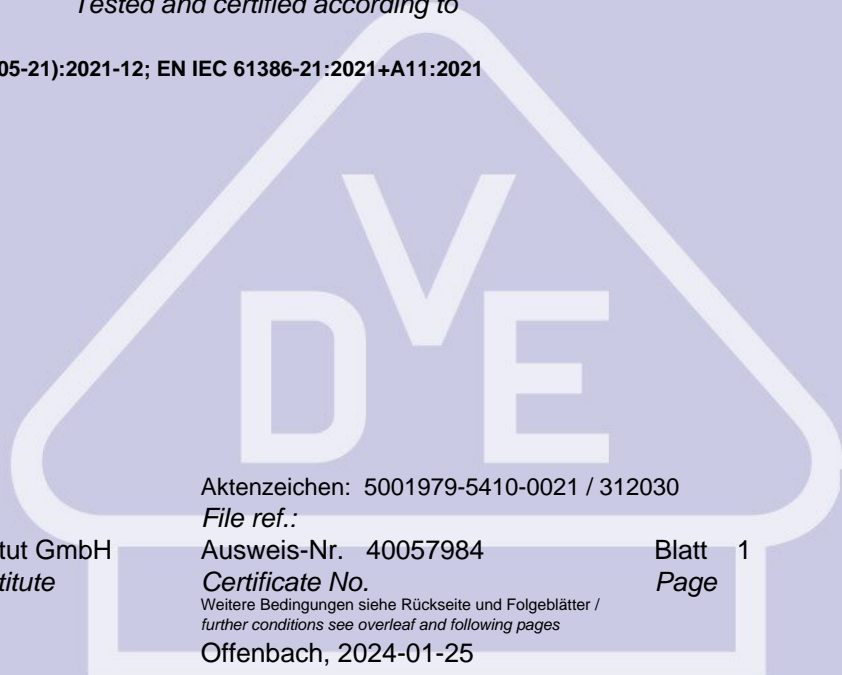 Tested and certified according to
05-21):2021-12; EN IEC 61386-21:2021+A11:2021
VDE
Aktenzeichen: 5001979-5410-0021 / 312030
File ref.:
tut GmbH Ausweis-Nr. 40057984 Blatt 1
titute Certificate No. Page
Weitere Bedingungen siehe Rückseite und Folgeblätter /
further conditions see overleaf and following pages
Offenbach, 2024-01-25